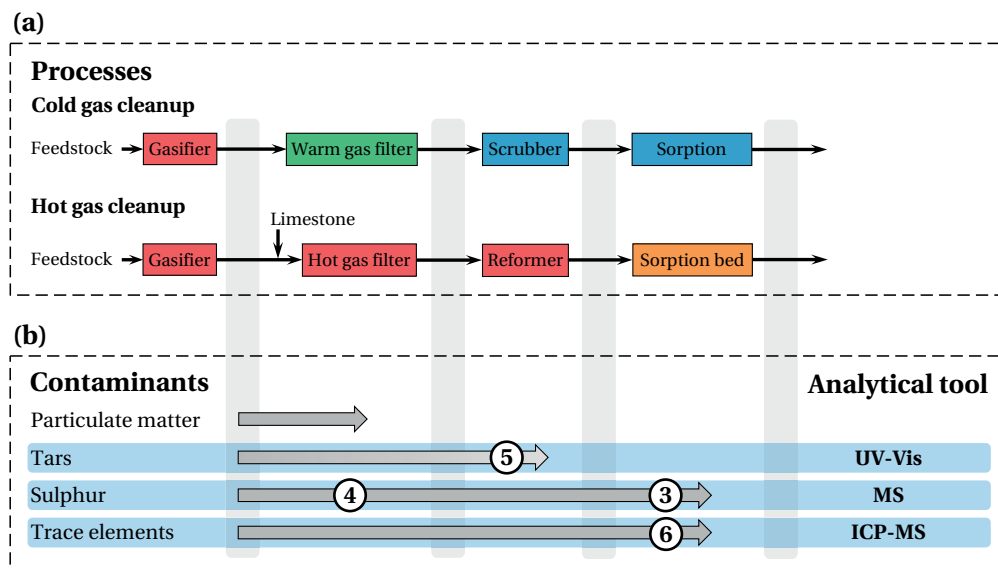 (a)
Processes
Cold gas cleanup
Feedstock Gasifier Warm gas filter Scrubber Sorption
Hot gas cleanup
Limestone
Feedstock Gasifier Hot gas filter Reformer Sorption bed
(b)
Contaminants Analytical tool
Particulate matter
Tars 5 UV-Vis
Sulphur 4 3 MS
Trace elements 6 ICP-MS